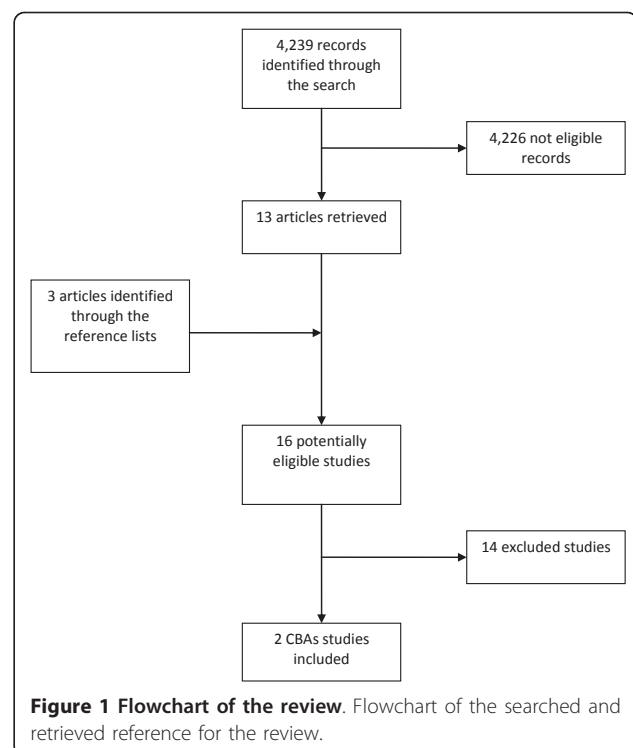 4,239 records
identified through
the search
4,226 not eligible
records
13 articles retrieved
3 articles identified
through the
reference lists
16 potentially
eligible studies
14 excluded studies
2 CBAs studies
included
Figure 1 Flowchart of the review. Flowchart of the searched and
retrieved reference for the review.